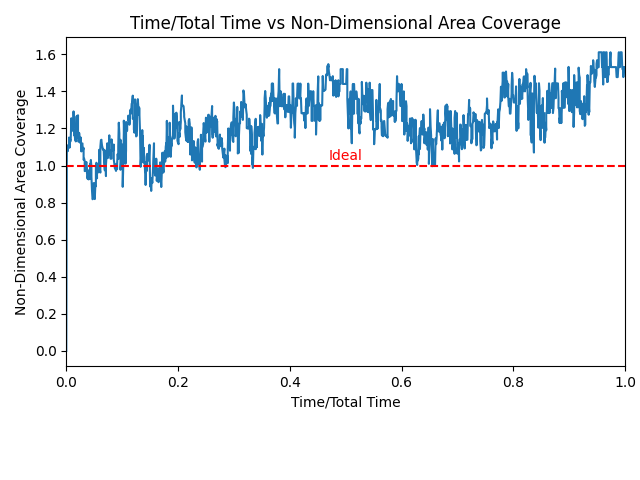 Time/Total Time vs Non-Dimensional Area Coverage
Non-Dimensional Area Coverage
1.6
1.4
1.2
1.0
0.8
0.6
0.4
0.2
0.0
Ideal
0.0 0.2 0.4 0.6 0.8 1.0
Time/Total Time